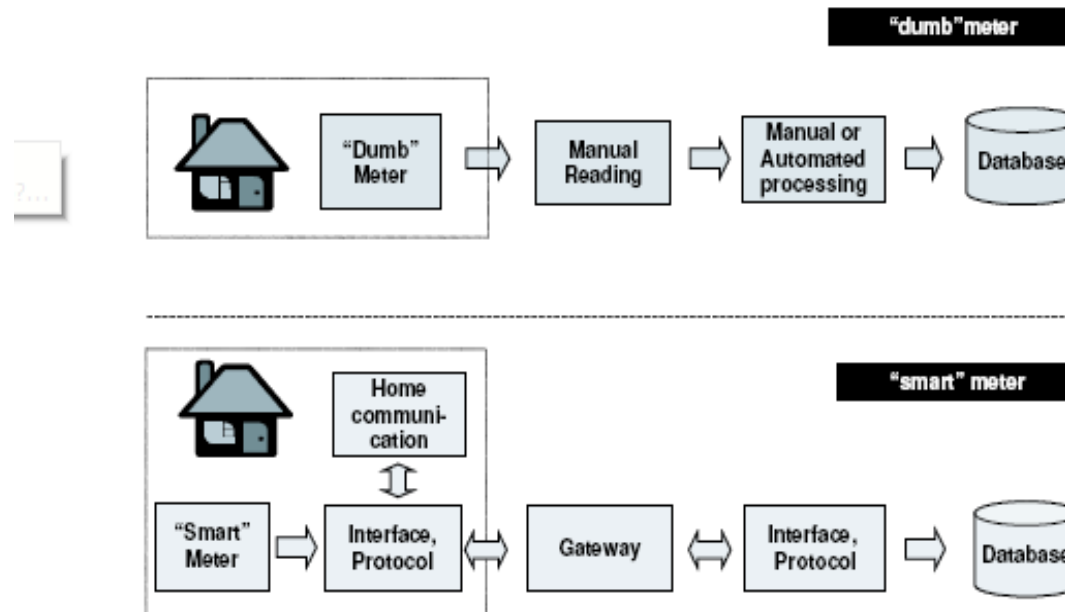 “dumb”meter
“Dumb”
Meter
Manual
Reading
Manual or
Automated
processing
Database
?...
“smart” meter
Home
communi-
cation
“Smart”
Meter
Interface,
Protocol
Gateway
Interface,
Protocol
Database